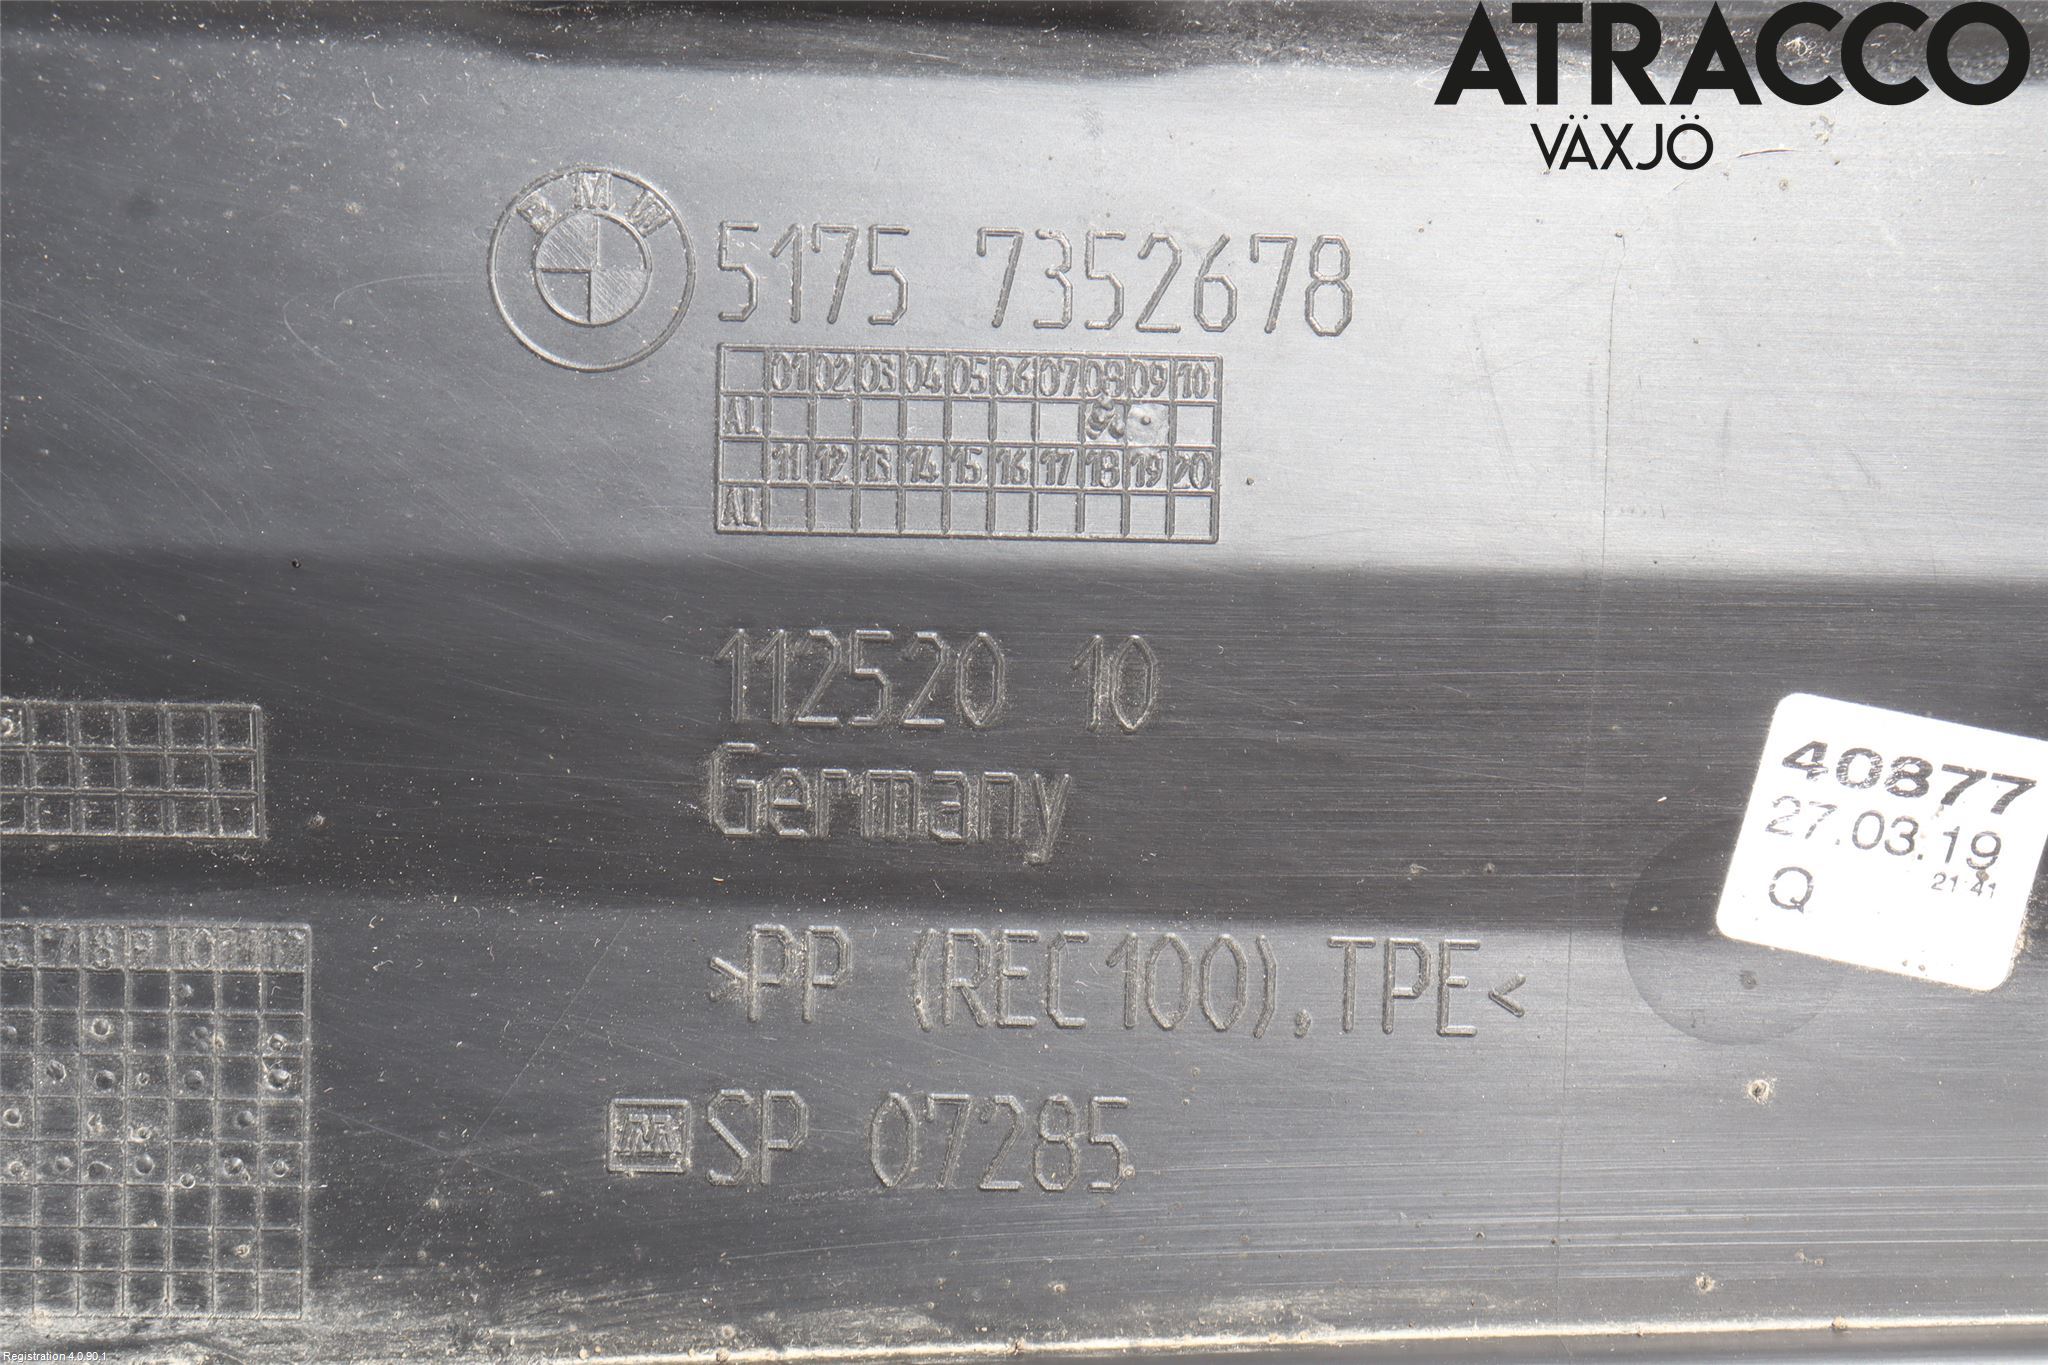 ATRACCO
VÄXJÖ
BMW
5175 7352678
01 02 03 04 05 06 07 08 09 10
AL
11 12 13 14 15 16 17 18 19 20
AL
112520 10
Germany
40877
27.03.19
Q 21:41
>PP (REC100), TPE<
SP 07285
Registration 4.0.90.1